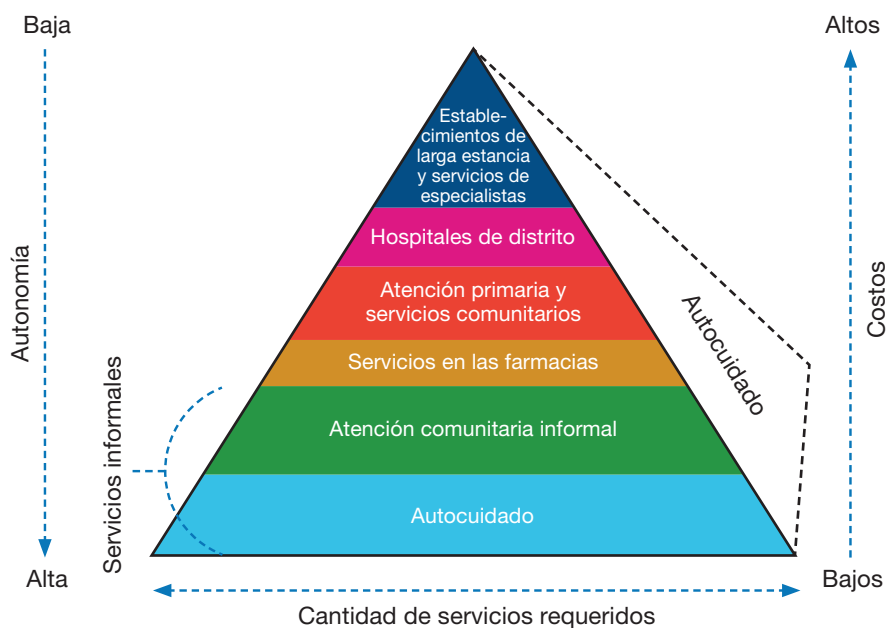 Baja
Altos
Estable-
cimientos de
larga estancia
y servicios de
especialistas
Hospitales de distrito
Atención primaria y
servicios comunitarios
Servicios en las farmacias
Atención comunitaria informal
Autocuidado
Autocuidado
Autonomía
Servicios informales
Costos
Alta
Bajos
Cantidad de servicios requeridos